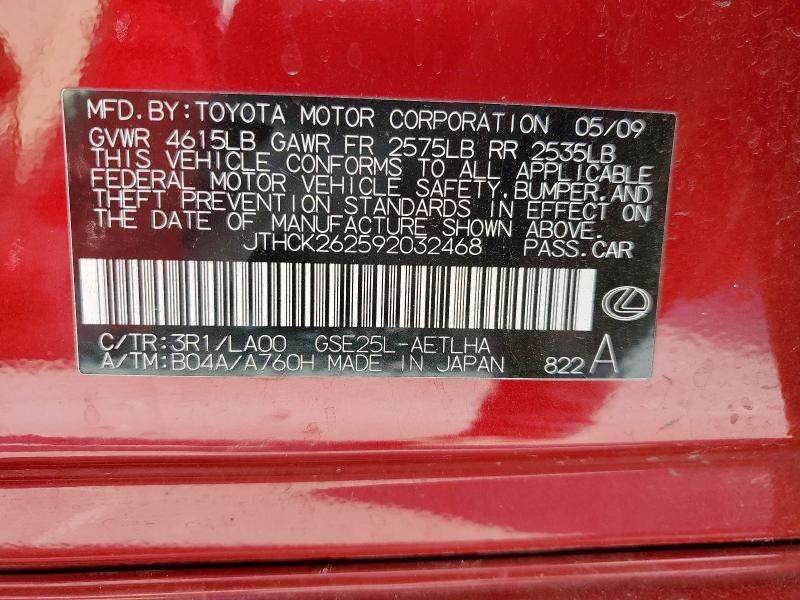 MFD. BY: TOYOTA MOTOR CORPORATION 05/09
GVWR 4615LB GAWR FR 2575LB RR 2535LB
THIS VEHICLE CONFORMS TO ALL APPLICABLE
FEDERAL MOTOR VEHICLE SAFETY, BUMPER, AND
THEFT PREVENTION STANDARDS IN EFFECT ON
THE DATE OF MANUFACTURE SHOWN ABOVE.
JTHCK262592032468 PASS. CAR
C/TR: 3R1/LA00 GSE25L-AETLHA
A/TM: B04A/A760H MADE IN JAPAN 822 A